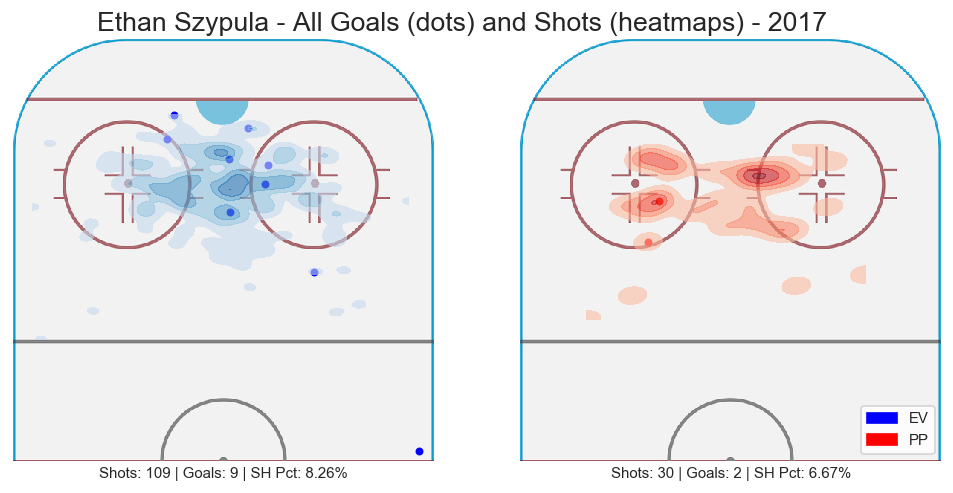 Ethan Szypula - All Goals (dots) and Shots (heatmaps) - 2017
EV
PP
Shots: 109 | Goals: 9 | SH Pct: 8.26%
Shots: 30 | Goals: 2 | SH Pct: 6.67%